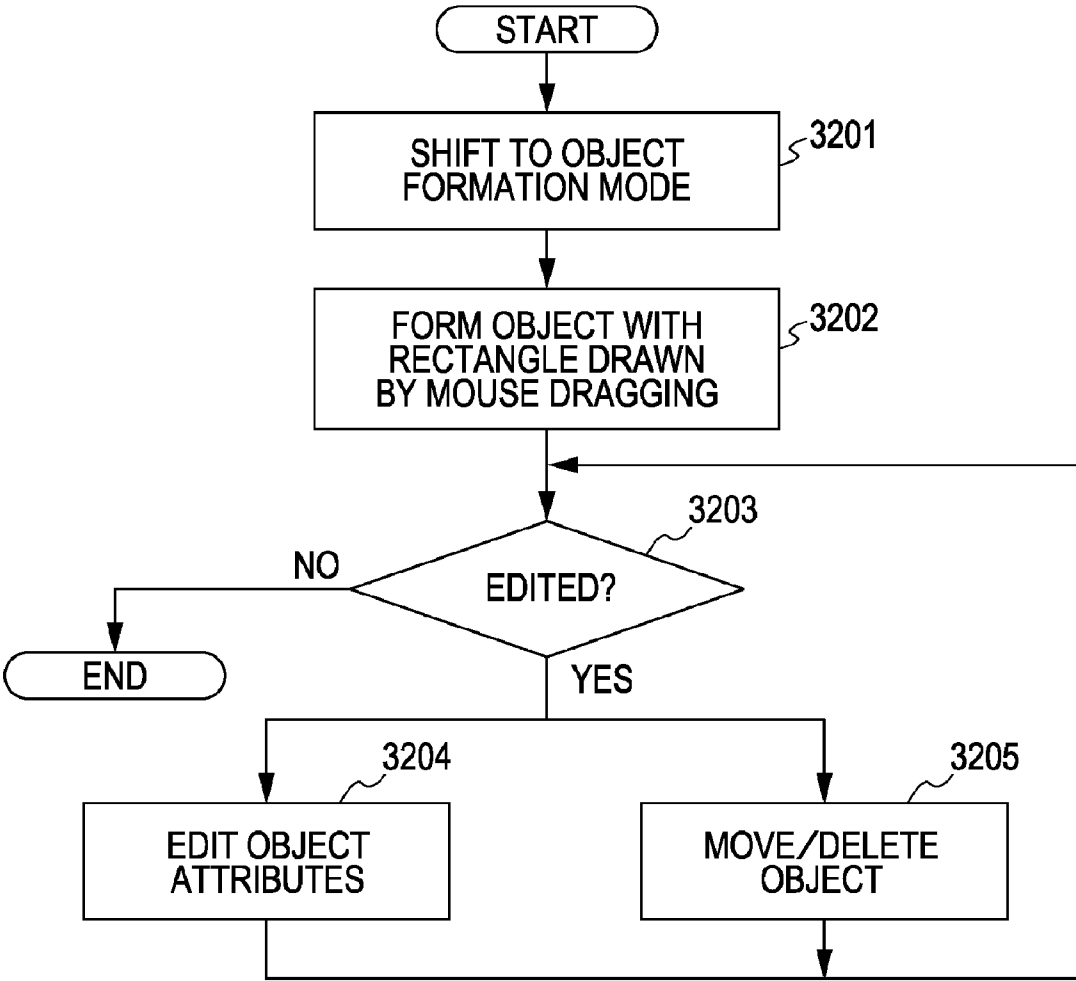 START
SHIFT TO OBJECT
FORMATION MODE
3201
FORM OBJECT WITH
RECTANGLE DRAWN
BY MOUSE DRAGGING
3202
3203
EDITED?
NO
END
YES
3204
EDIT OBJECT
ATTRIBUTES
3205
MOVE/DELETE
OBJECT